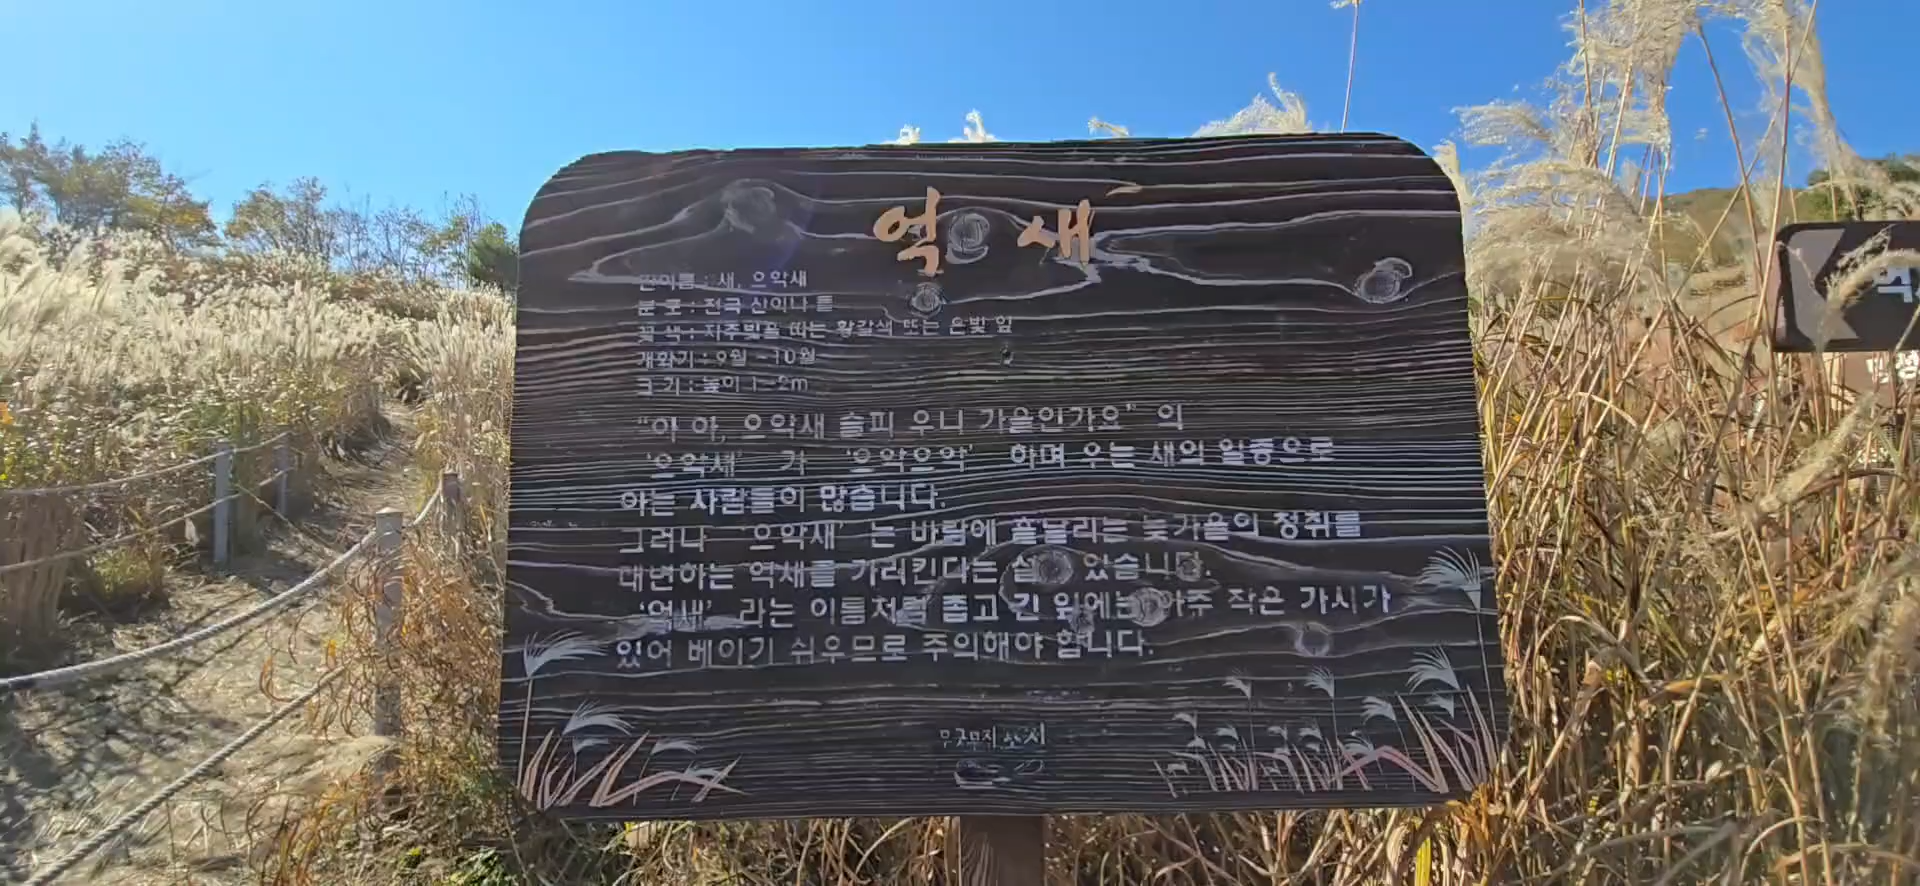 억새
딴이름 : 새, 으악새
분 포 : 전국 산이나 들
꽃 색 : 자주빛을 띠는 황갈색 또는 은빛 잎
개화기 : 9월 ~10월
크 기 : 높이 1~2m
“아 아, 으악새 슬피 우니 가을인가요” 의
‘으악새’ 가 ‘으악으악’ 하며 우는 새의 일종으로
아는 사람들이 많습니다.
그러나 ‘으악새’ 는 바람에 흩날리는 늦가을의 정취를
대변하는 억새를 가리킨다는 설 있습니다.
‘억새’ 라는 이름처럼 좁고 긴 잎에는 아주 작은 가시가
있어 베이기 쉬우므로 주의해야 합니다.